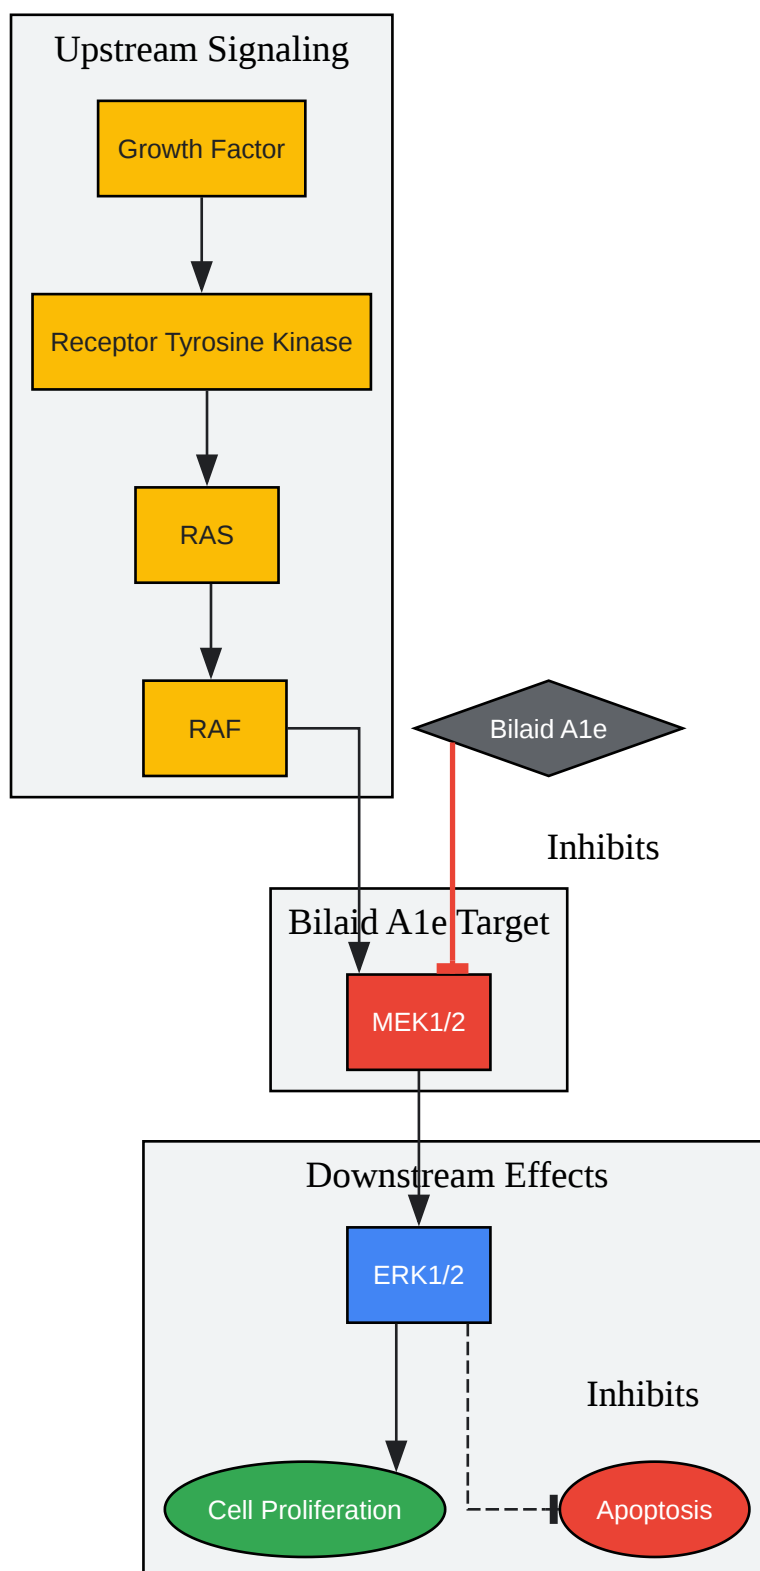 Upstream Signaling
Growth Factor
Receptor Tyrosine Kinase
RAS
RAF
Bilaid A1e
Inhibits
Bilaid A1e Target
MEK1/2
Downstream Effects
ERK1/2
Inhibits
Cell Proliferation
Apoptosis